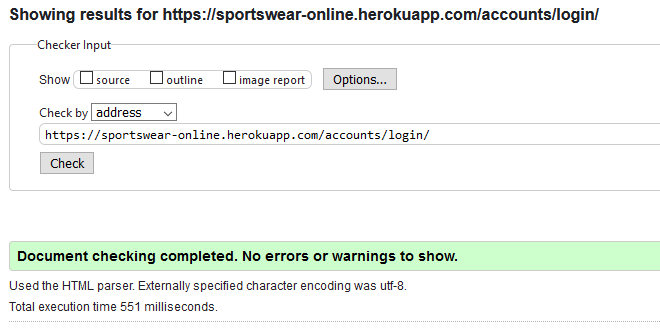 Showing results for https://sportswear-online.herokuapp.com/accounts/login/
Checker Input
Show source outline image report Options...
Check by address
https://sportswear-online.herokuapp.com/accounts/login/
Check
Document checking completed. No errors or warnings to show.
Used the HTML parser. Externally specified character encoding was utf-8.
Total execution time 551 milliseconds.